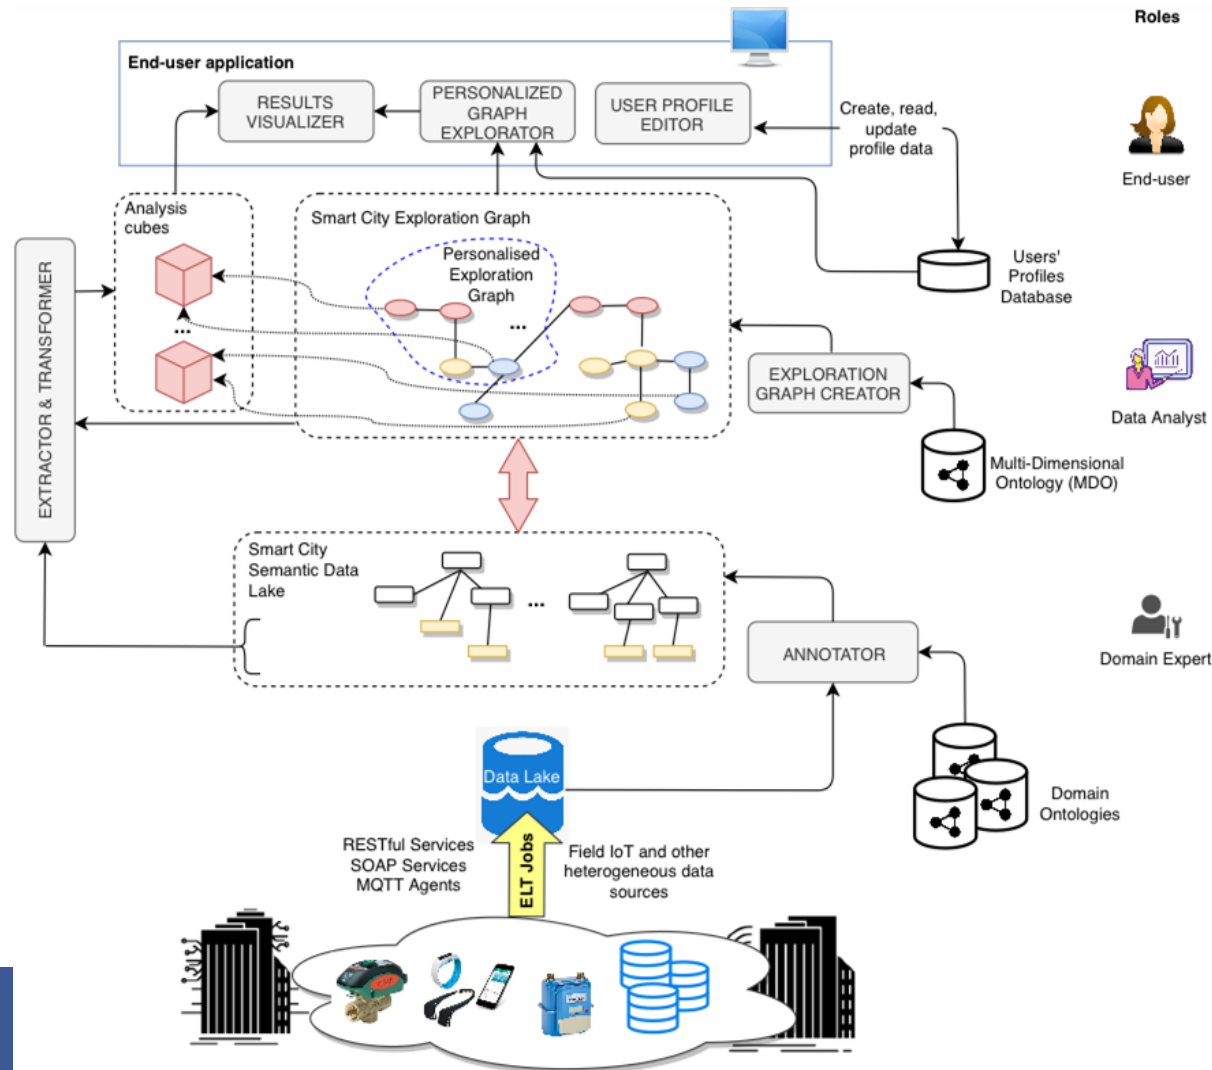 Roles
End-user application
RESULTS
VISUALIZER
PERSONALIZED
GRAPH
EXPLORATOR
USER PROFILE
EDITOR
Create, read,
update
profile data
End-user
Analysis
cubes
...
Smart City Exploration Graph
Personalised
Exploration
Graph
...
Users'
Profiles
Database
EXTRACTOR & TRANSFORMER
EXPLORATION
GRAPH CREATOR
Data Analyst
Multi-Dimensional
Ontology (MDO)
Smart City
Semantic Data
Lake
...
ANNOTATOR
Domain Expert
Data Lake
Domain
Ontologies
RESTful Services
SOAP Services
MQTT Agents
ELT Jobs
Field IoT and other
heterogeneous data
sources